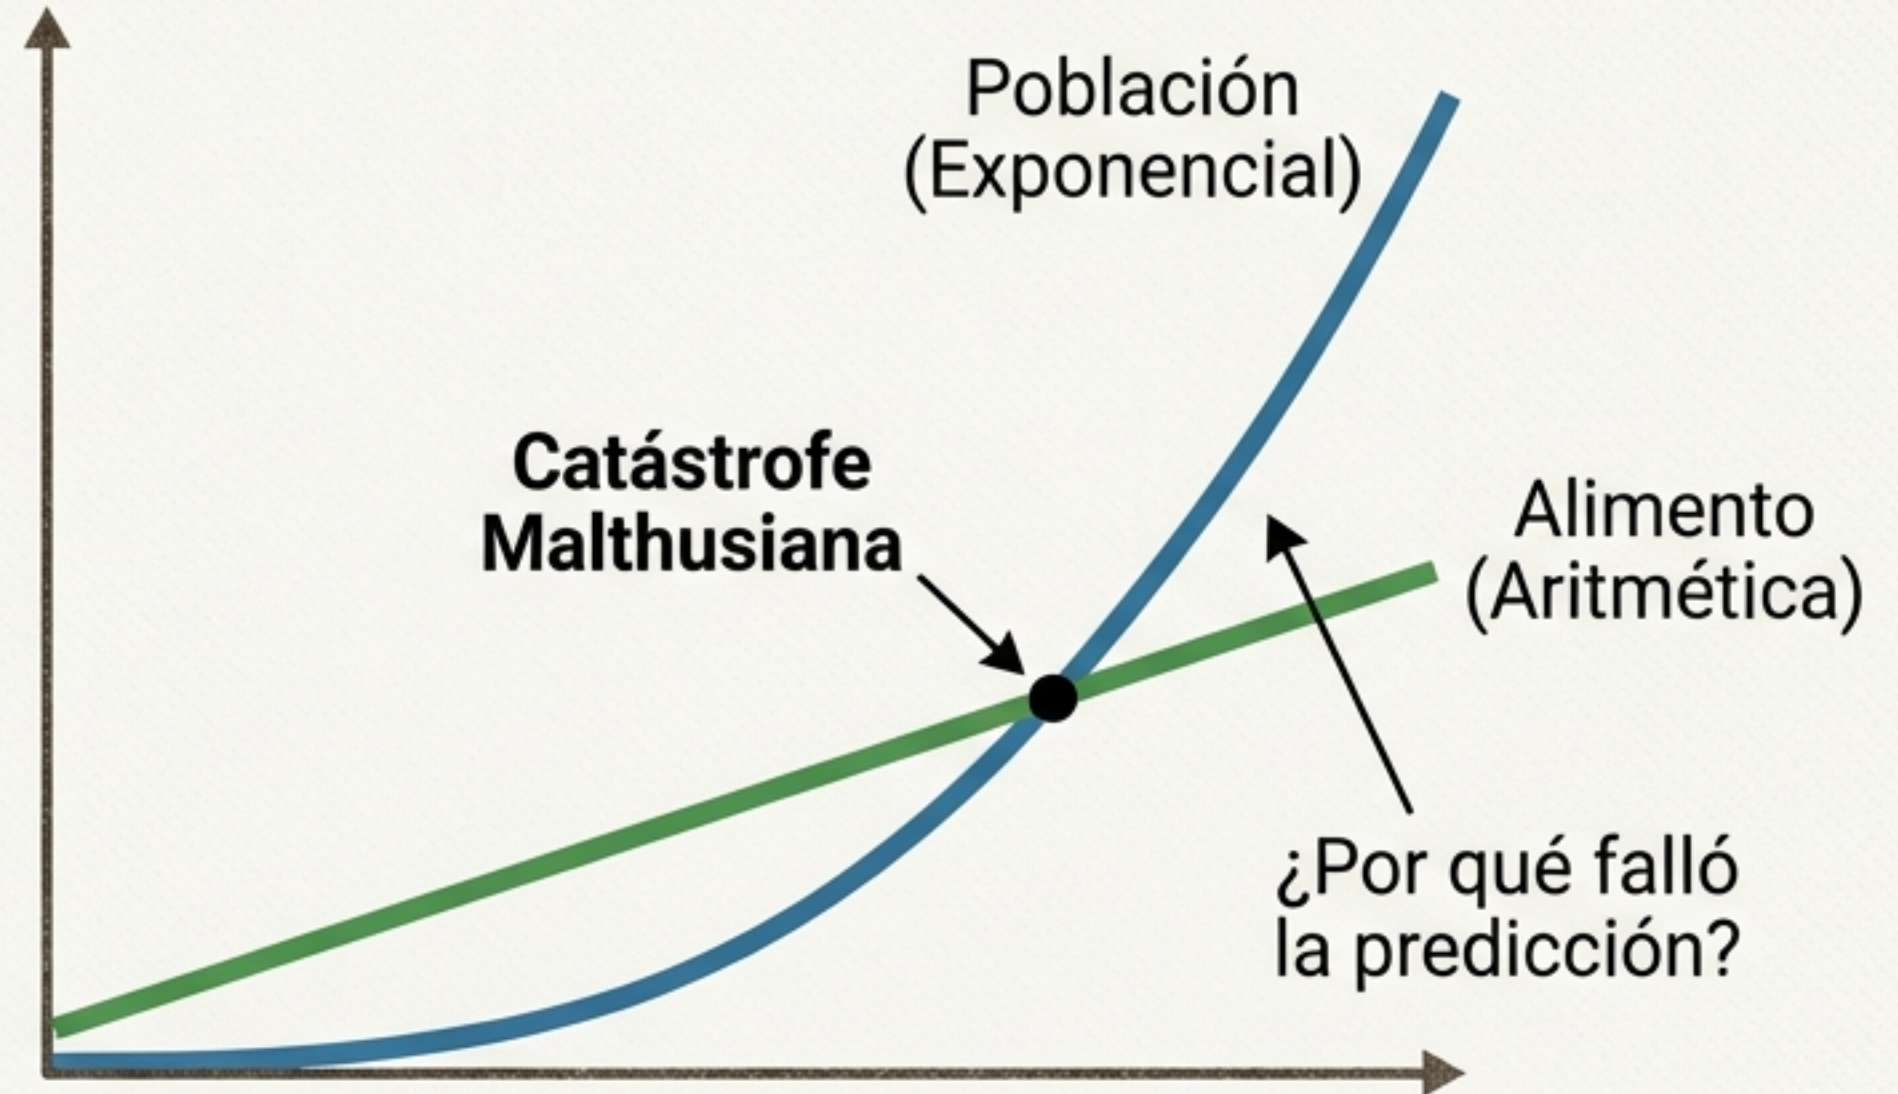 Población
(Exponencial)
Catástrofe
Malthusiana
Alimento
(Aritmética)
¿Por qué falló
la predicción?